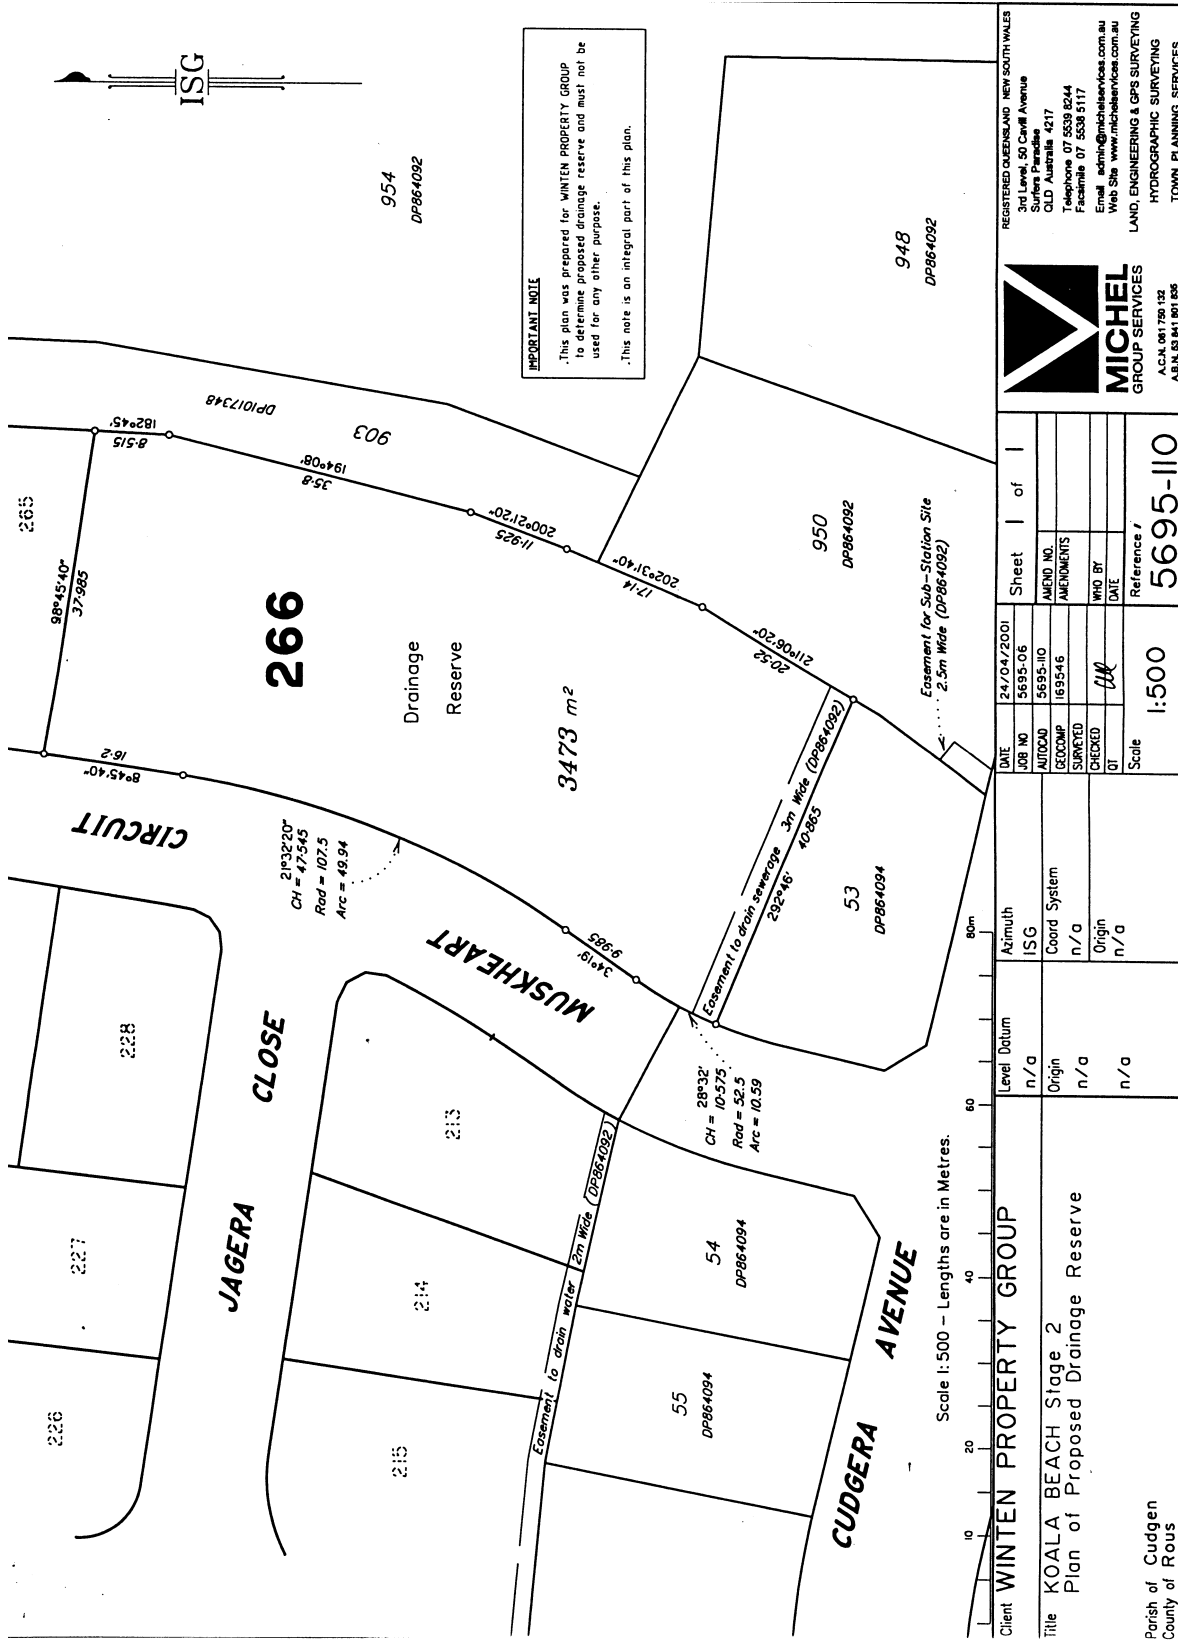 ISG
954
DP864092
IMPORTANT NOTE
.This plan was prepared for WINTEN PROPERTY GROUP
to determine proposed drainage reserve and must not be
used for any other purpose.
.This note is an integral part of this plan.
948
DP864092
903
DP1017348
265
98°45'40"
37·985
182°45'
8·515
194°08'
35·8
200°21'20"
11·925
202°31'40"
17·14
211°06'20"
20·52
266
Drainage
Reserve
3473 m²
950
DP864092
Easement for Sub-Station Site
2.5m Wide (DP864092)
8°45'40"
16·2
MUSKHEART CIRCUIT
21°32'20"
CH = 47·545
Rad = 107.5
Arc = 49.94
34°19'
9·985
Easement to drain sewerage 3m Wide (DP864092)
292°46'
40·865
53
DP864094
28°32'
CH = 10·575
Rad = 52.5
Arc = 10.59
228
227
226
JAGERA CLOSE
213
214
215
Easement to drain water 2m Wide (DP864092)
54
DP864094
55
DP864094
CUDGERA AVENUE
Scale 1:500 – Lengths are in Metres.
10 20 40 60 80m
Client WINTEN PROPERTY GROUP
Title KOALA BEACH Stage 2
Plan of Proposed Drainage Reserve
Parish of Cudgen
County of Rous
Level Datum
n/a
Origin
n/a
n/a
Azimuth
ISG
Coord System
n/a
Origin
n/a
DATE 24/04/2001
JOB NO 5695-06
AUTOCAD 5695-110
GEOCOMP 169546
SURVEYED
CHECKED
QT
Scale
1:500
Sheet 1 of 1
AMEND NO.
AMENDMENTS
WHO BY
DATE
Reference
5695-110
MICHEL
GROUP SERVICES
A.C.N. 061 750 132
A.B.N. 53 841 801 836
REGISTERED QUEENSLAND NEW SOUTH WALES
3rd Level, 50 Cavill Avenue
Surfers Paradise
QLD Australia 4217
Telephone 07 5539 8244
Facsimile 07 5538 5117
Email admin@michelservices.com.au
Web Site www.michelservices.com.au
LAND, ENGINEERING & GPS SURVEYING
HYDROGRAPHIC SURVEYING
TOWN PLANNING SERVICES